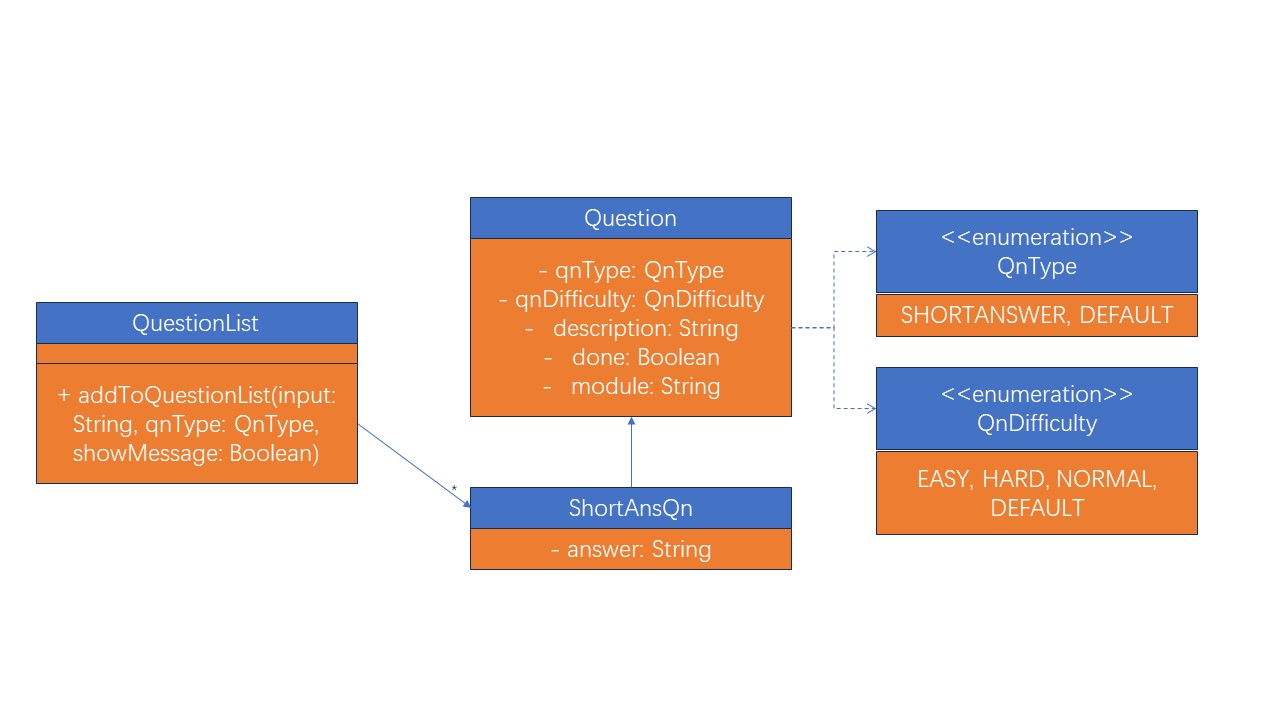 QuestionList
+ addToQuestionList(input:
String, qnType: QnType,
showMessage: Boolean)
*
Question
- qnType: QnType
- qnDifficulty: QnDifficulty
- description: String
- done: Boolean
- module: String
ShortAnsQn
- answer: String
<<enumeration>>
QnType
SHORTANSWER, DEFAULT
<<enumeration>>
QnDifficulty
EASY, HARD, NORMAL,
DEFAULT